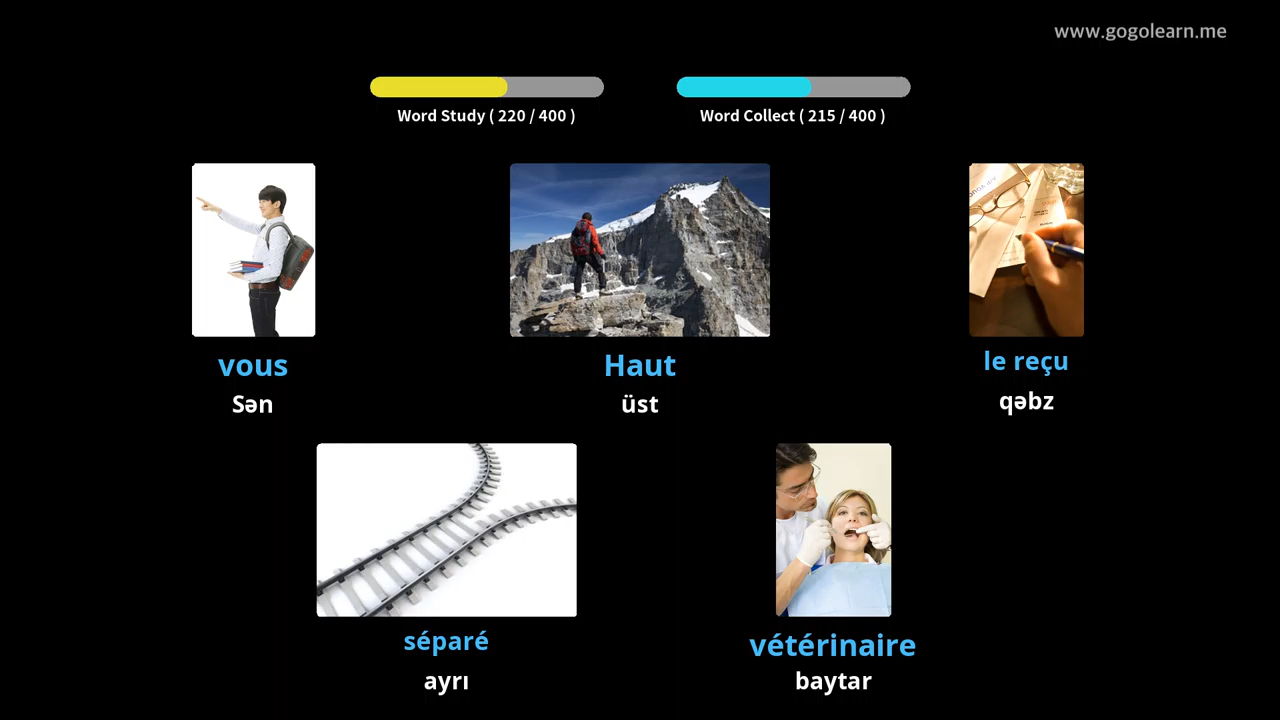 www.gogolearn.me
Word Study ( 220 / 400 )
Word Collect ( 215 / 400 )
vous
Sən
Haut
üst
le reçu
qəbz
séparé
ayrı
vétérinaire
baytar